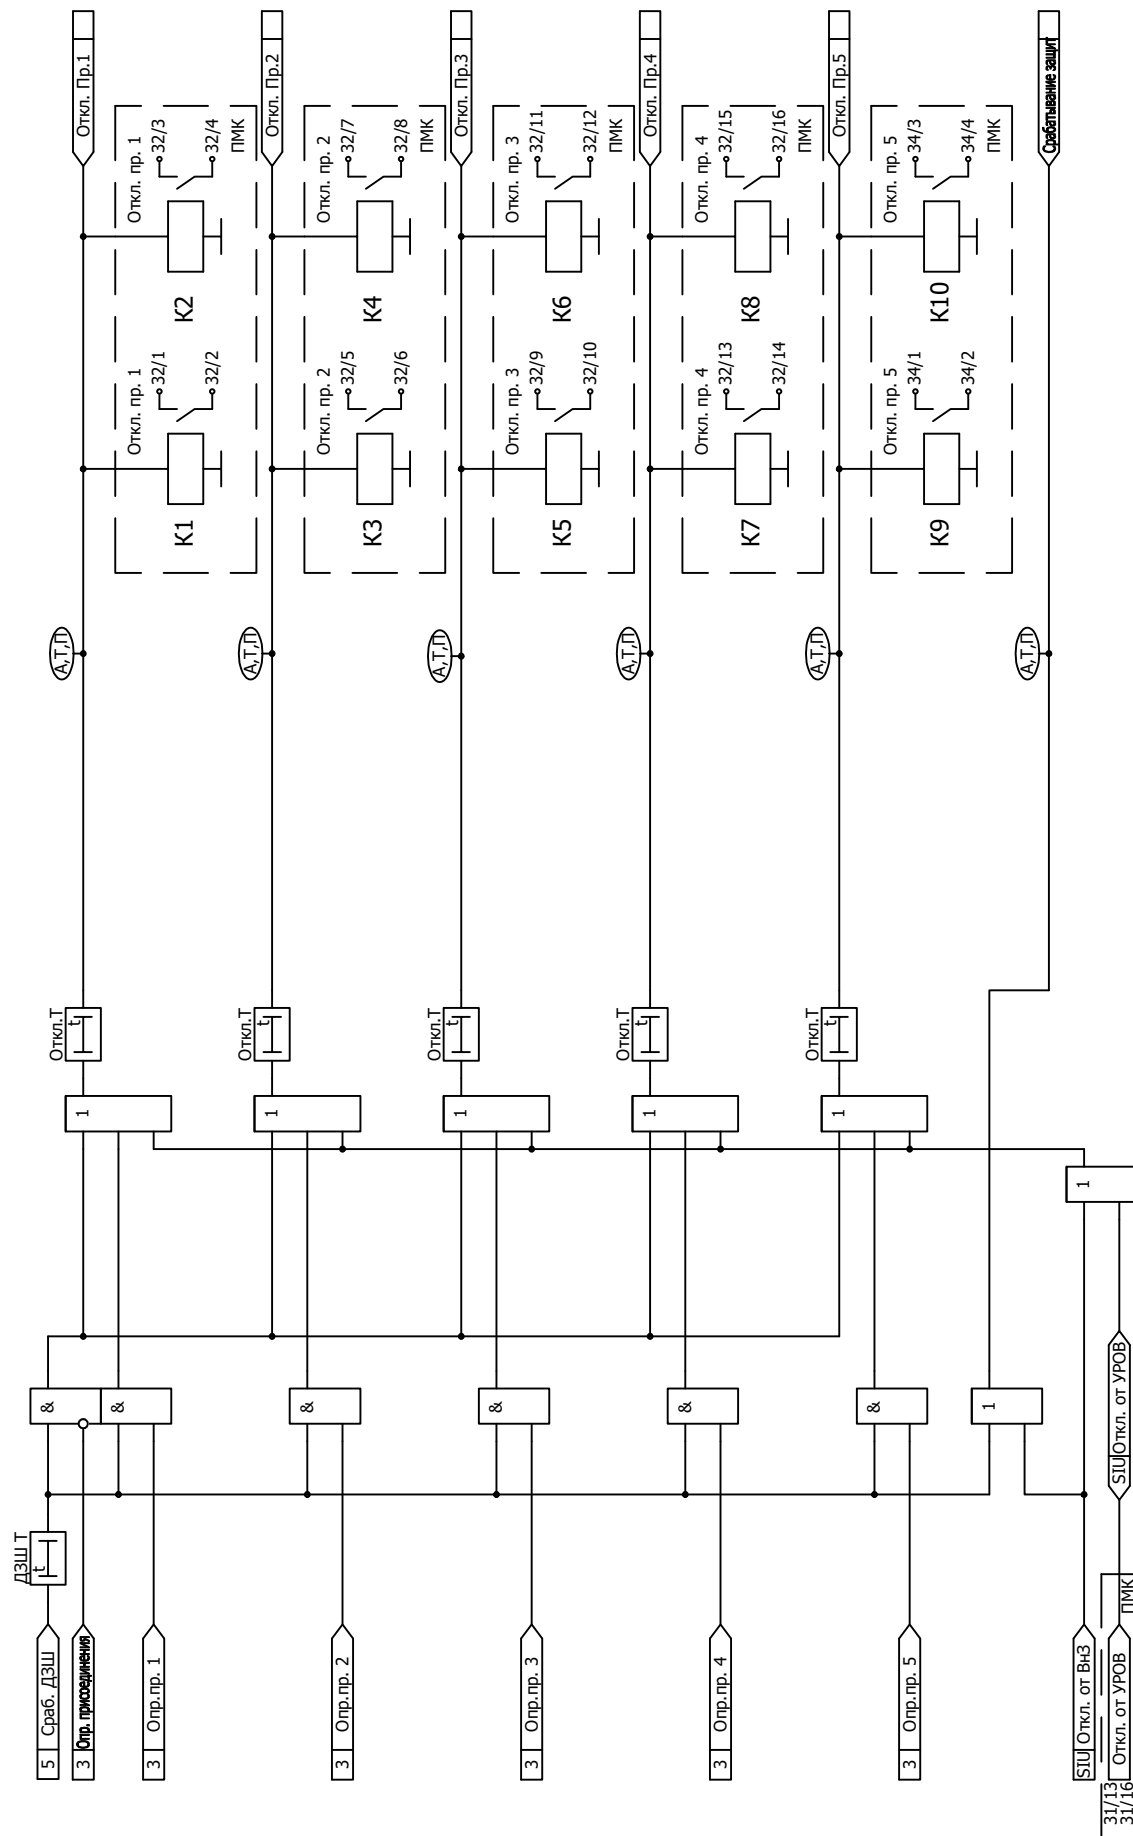 5 Сраб. ДЗШ
ДЗШ Т
t
3 Опр. присоединения
&
&
3 Опр.пр. 1
1
Откл.Т
t
А,Т,П
Откл. Пр.1
К1
Откл. пр. 1
32/1
32/2
К2
Откл. пр. 1
32/3
32/4
ПМК
3 Опр.пр. 2
&
1
Откл.Т
t
А,Т,П
Откл. Пр.2
К3
Откл. пр. 2
32/5
32/6
К4
Откл. пр. 2
32/7
32/8
ПМК
3 Опр.пр. 3
&
1
Откл.Т
t
А,Т,П
Откл. Пр.3
К5
Откл. пр. 3
32/9
32/10
К6
Откл. пр. 3
32/11
32/12
ПМК
3 Опр.пр. 4
&
1
Откл.Т
t
А,Т,П
Откл. Пр.4
К7
Откл. пр. 4
32/13
32/14
К8
Откл. пр. 4
32/15
32/16
ПМК
3 Опр.пр. 5
&
1
Откл.Т
t
А,Т,П
Откл. Пр.5
К9
Откл. пр. 5
34/1
34/2
К10
Откл. пр. 5
34/3
34/4
ПМК
1
А,Т,П
Срабатывание защит
SIU Откл. от ВнЗ
1
31/13
31/16
Откл. от УРОВ
ПМК
SIU Откл. от УРОВ